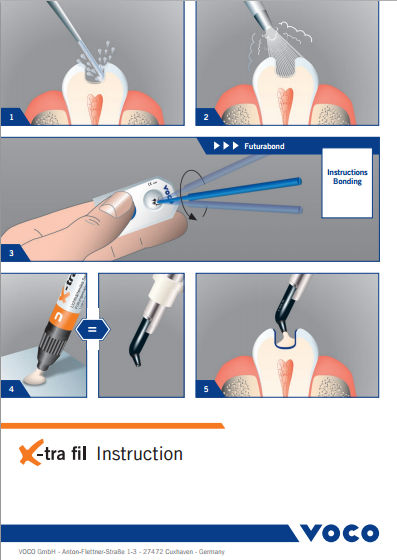 1
2
Futurabond
Instructions
Bonding
VOCO
3
x-tra
n
=
4
5
x-tra fil Instruction
VOCO
VOCO GmbH - Anton-Flettner-Straße 1-3 - 27472 Cuxhaven - Germany